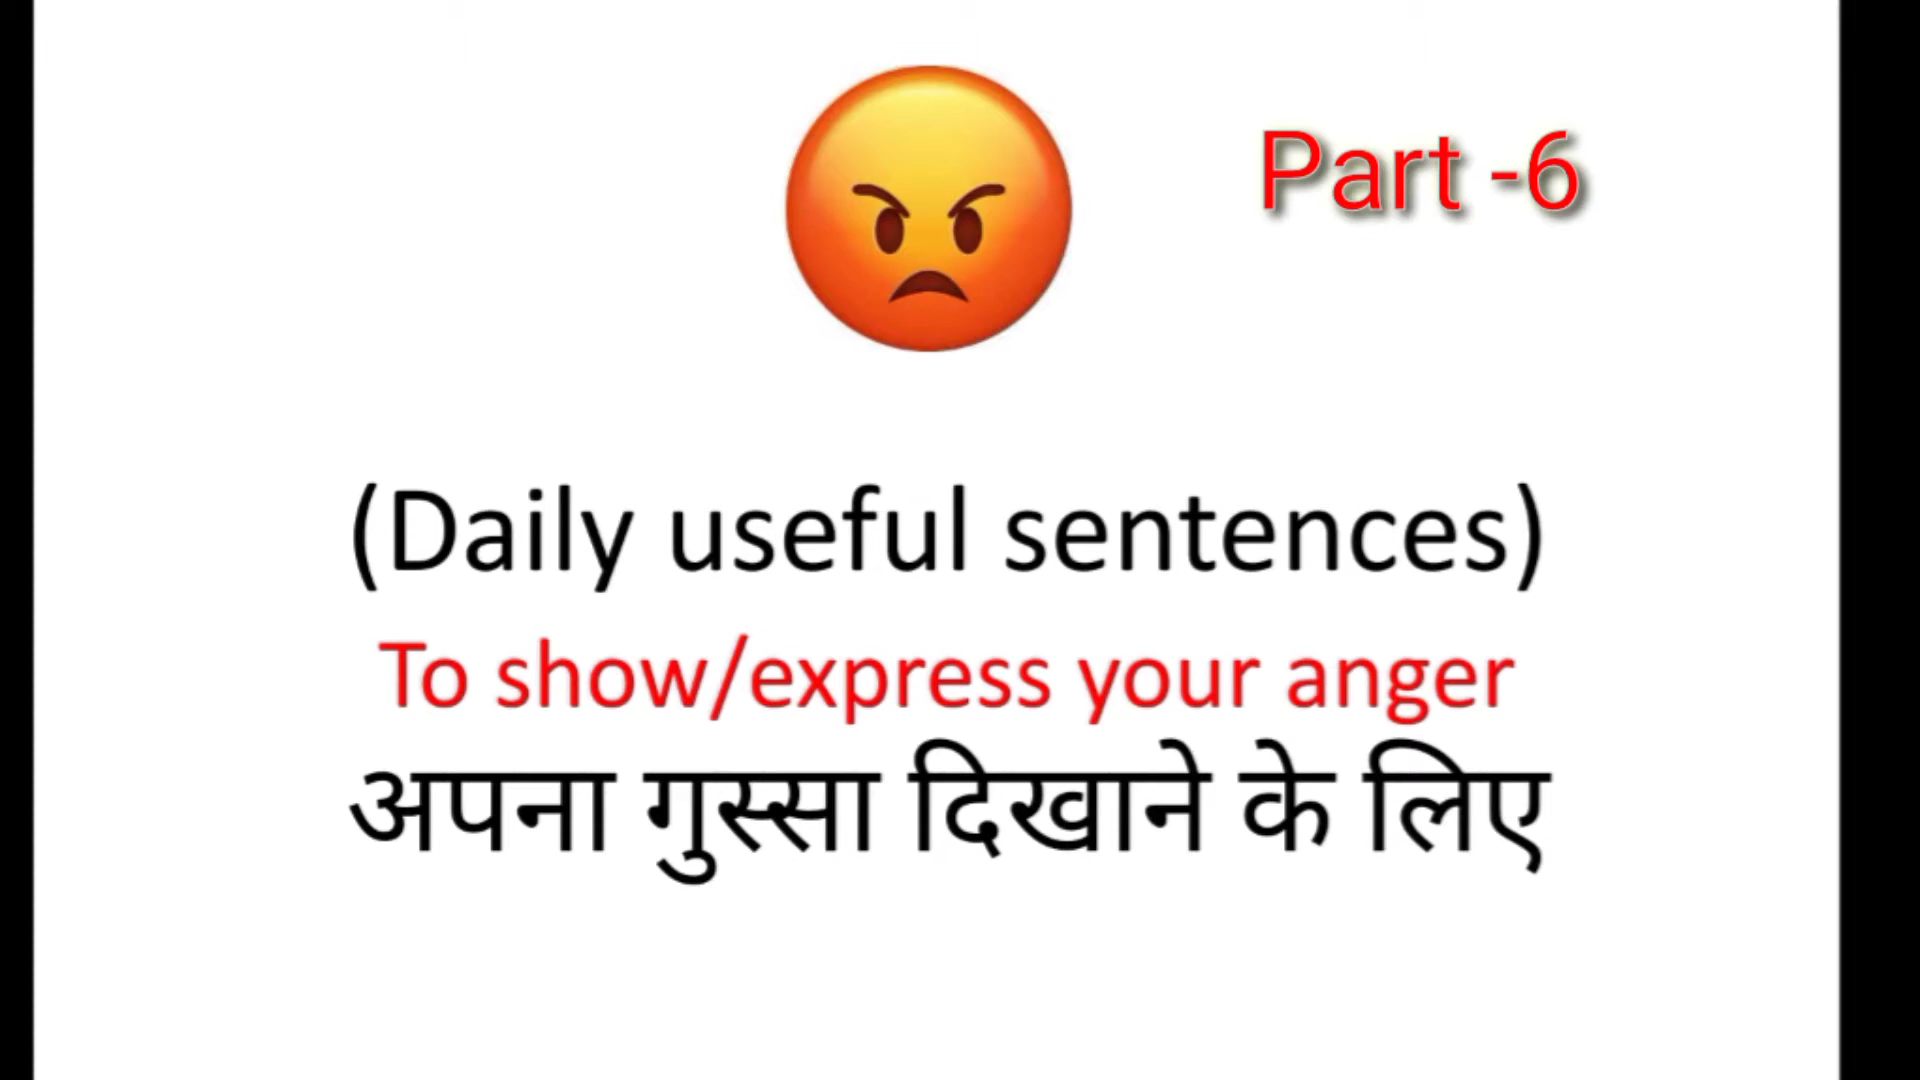 Part -6
(Daily useful sentences)
To show/express your anger
अपना गुस्सा दिखाने के लिए